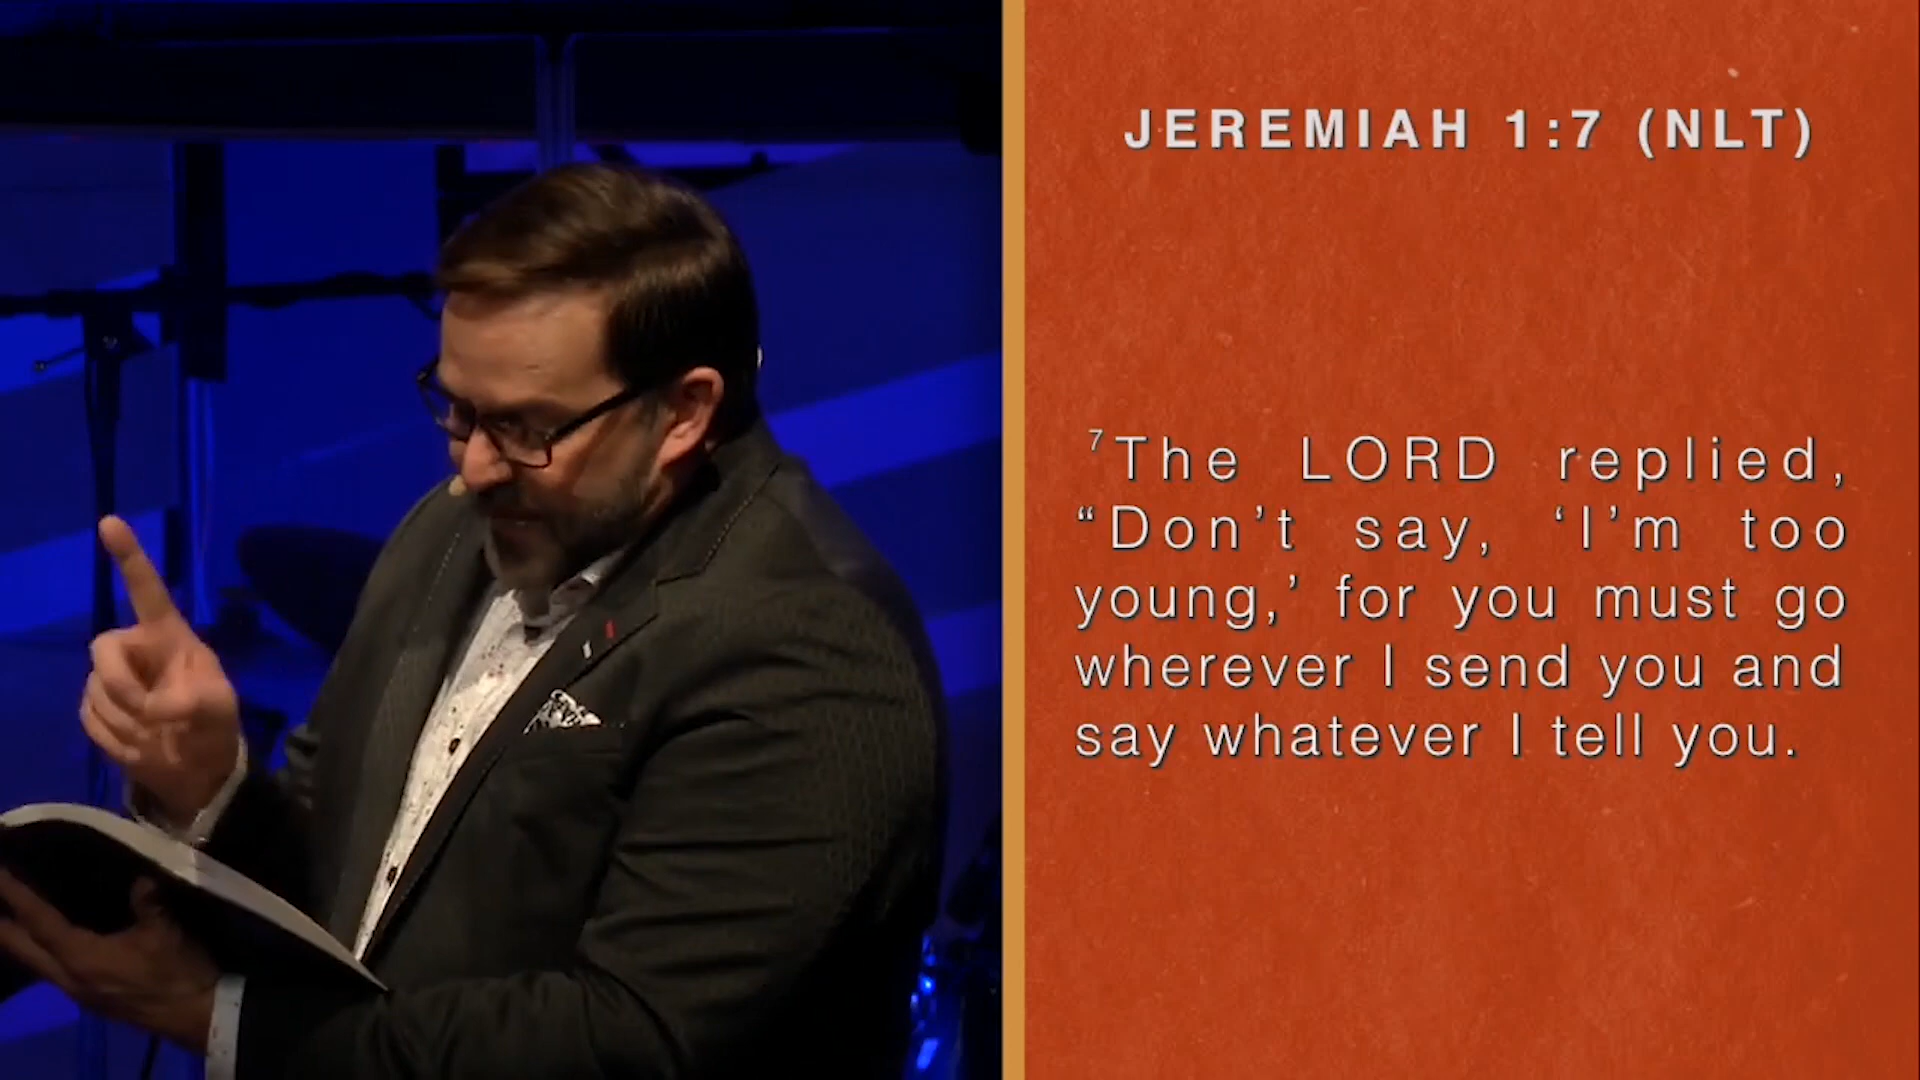 JEREMIAH 1:7 (NLT)
⁷The LORD replied,
“Don’t say, ‘I’m too
young,’ for you must go
wherever I send you and
say whatever I tell you.